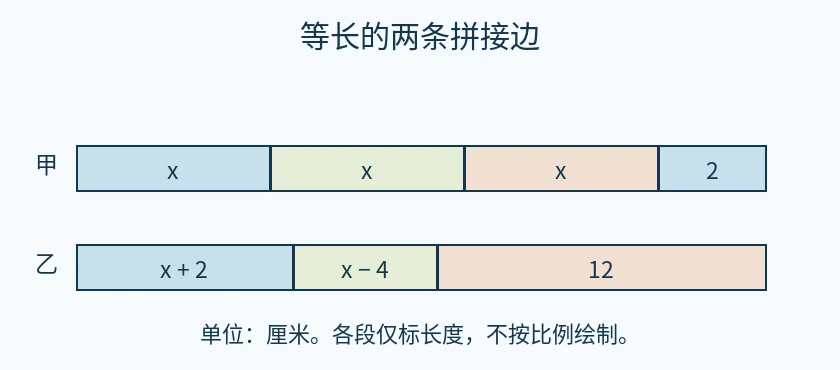 等长的两条拼接边
甲 x x x 2
乙 x + 2 x − 4 12
单位：厘米。各段仅标长度，不按比例绘制。